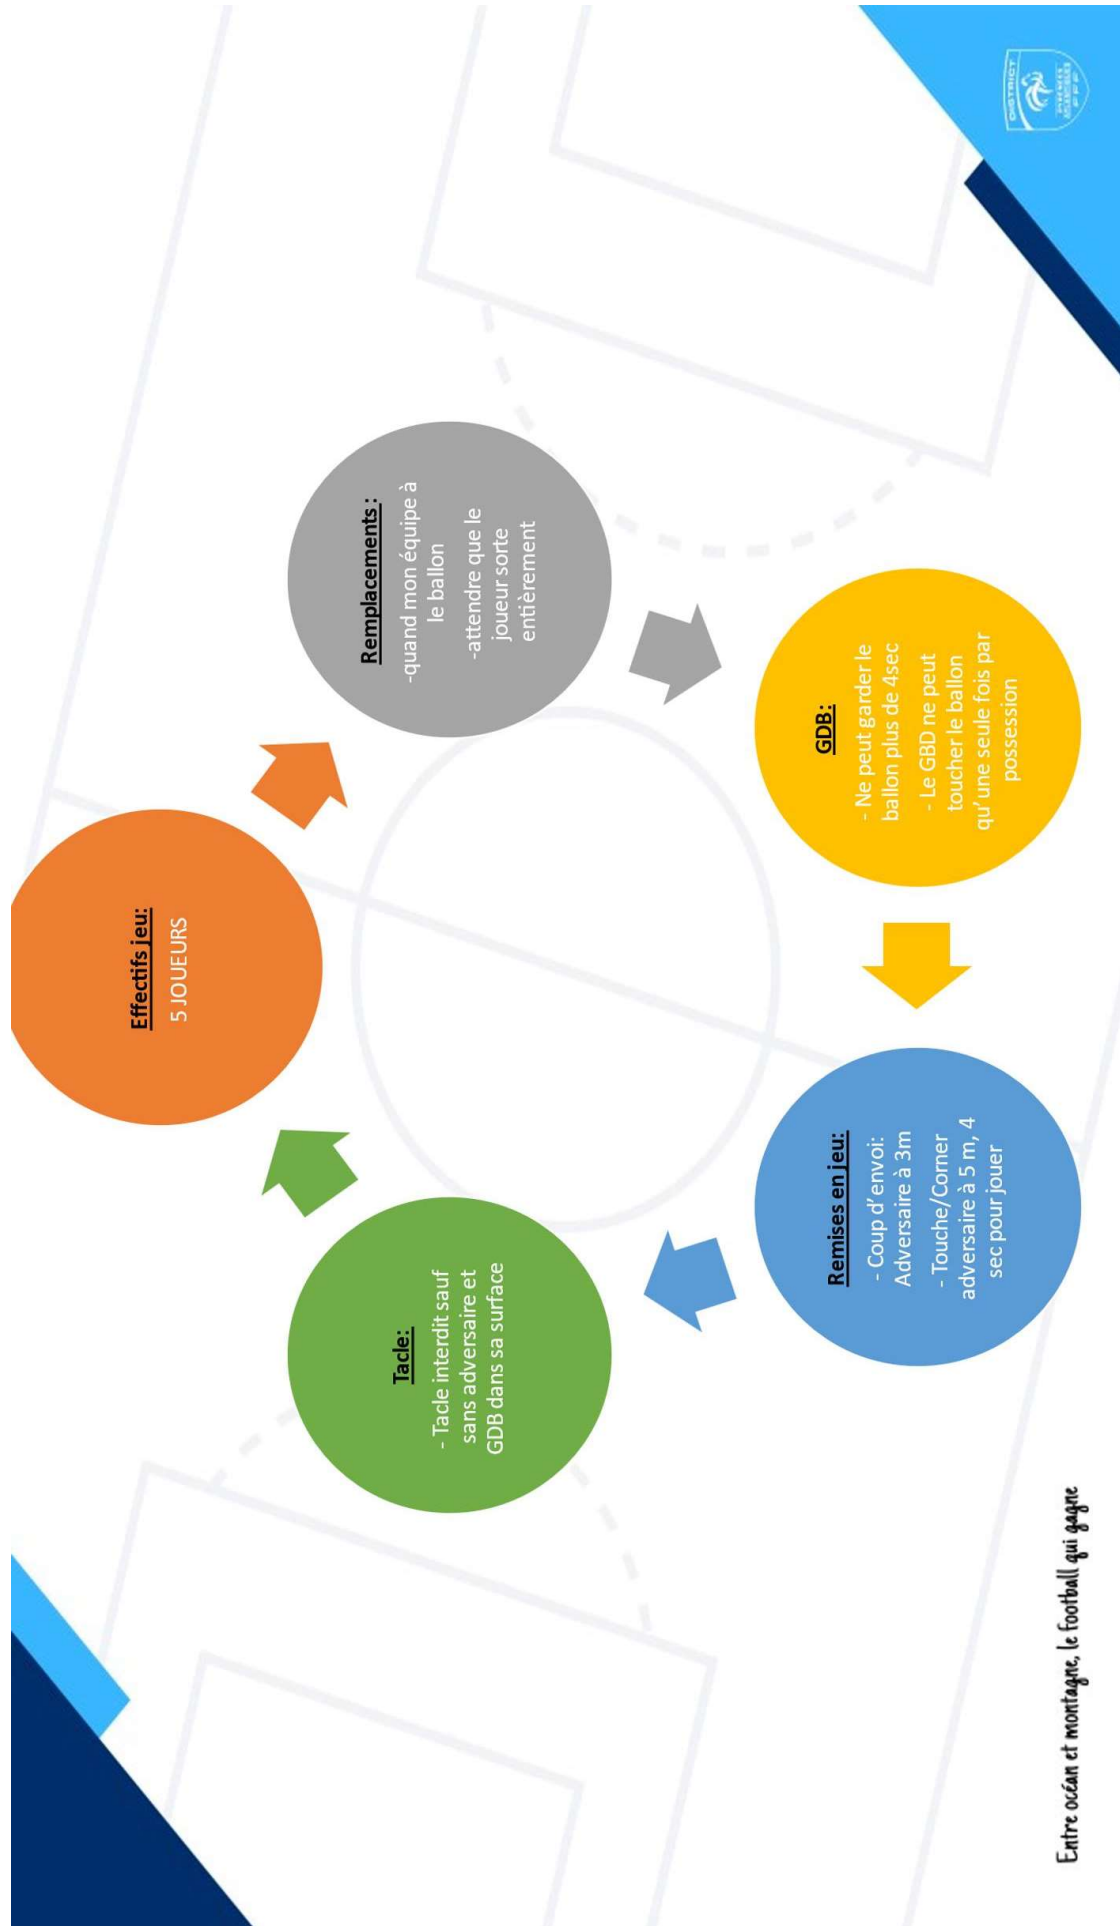 Effectifs jeu:
5 JOUEURS
Remplacements :
-quand mon équipe à
le ballon
-attendre que le
joueur sorte
entièrement
GDB:
- Ne peut garder le
ballon plus de 4sec
- Le GBD ne peut
toucher le ballon
qu'une seule fois par
possession
Remises en jeu:
- Coup d'envoi:
Adversaire à 3m
- Touche/Corner
adversaire à 5 m, 4
sec pour jouer
Tacle:
- Tacle interdit sauf
sans adversaire et
GDB dans sa surface
Entre océan et montagne, le football qui gagne
DISTRICT
PYRENEES
ATLANTIQUES
FFF